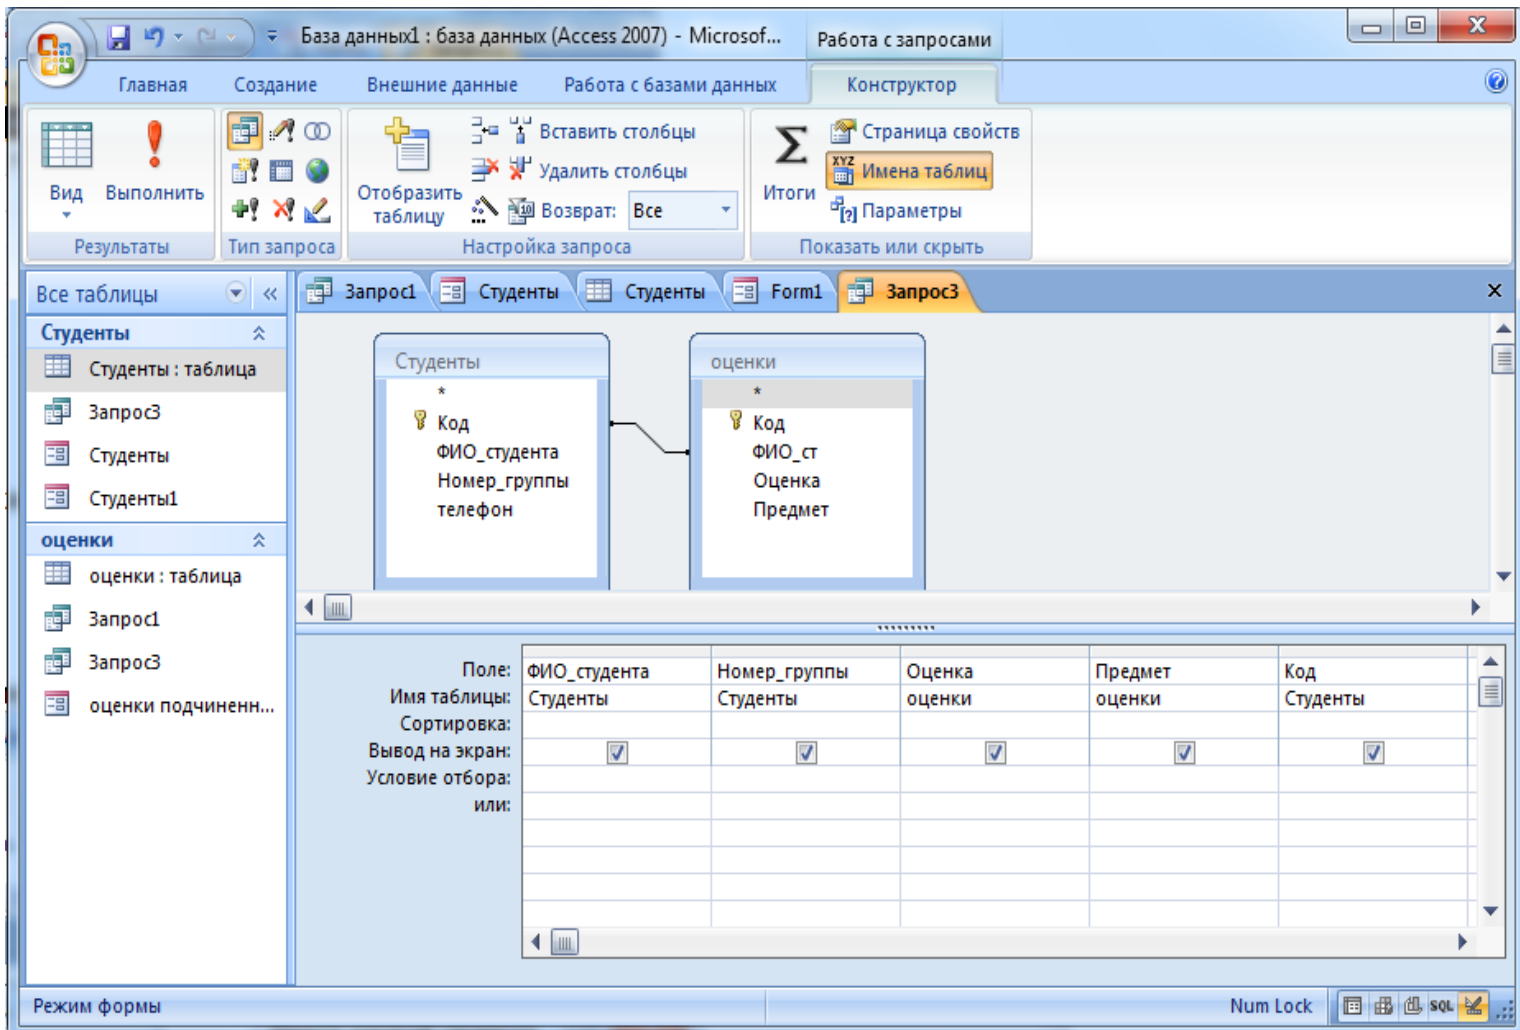 База данных1 : база данных (Access 2007) - Microsof...
Работа с запросами
Главная Создание Внешние данные Работа с базами данных Конструктор
Вид
Выполнить
Результаты
Тип запроса
Отобразить таблицу
Вставить столбцы
Удалить столбцы
Возврат: Все
Настройка запроса
Итоги
Страница свойств
XYZ
Имена таблиц
Параметры
Показать или скрыть
Все таблицы
Запрос1 Студенты Студенты Form1 Запрос3
Студенты
Студенты : таблица
Запрос3
Студенты
Студенты1
оценки
оценки : таблица
Запрос1
Запрос3
оценки подчиненн...
Студенты
*
Код
ФИО_студента
Номер_группы
телефон
оценки
*
Код
ФИО_ст
Оценка
Предмет
Поле: ФИО_студента Номер_группы Оценка Предмет Код
Имя таблицы: Студенты Студенты оценки оценки Студенты
Сортировка:
Вывод на экран:
Условие отбора:
или:
Режим формы
Num Lock
SQL